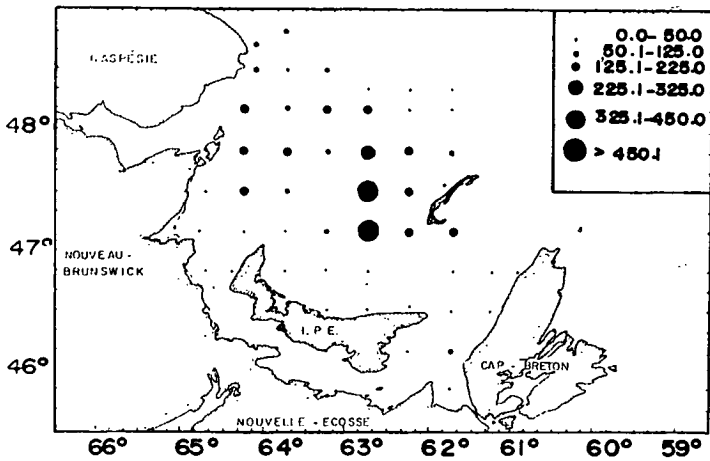 GASPÉSIE
0.0-50.0
50.1-125.0
125.1-225.0
225.1-325.0
325.1-450.0
> 450.1
48°
47°
46°
NOUVEAU-
BRUNSWICK
I.P.E.
CAP-BRETON
NOUVELLE-ECOSSE
66° 65° 64° 63° 62° 61° 60° 59°